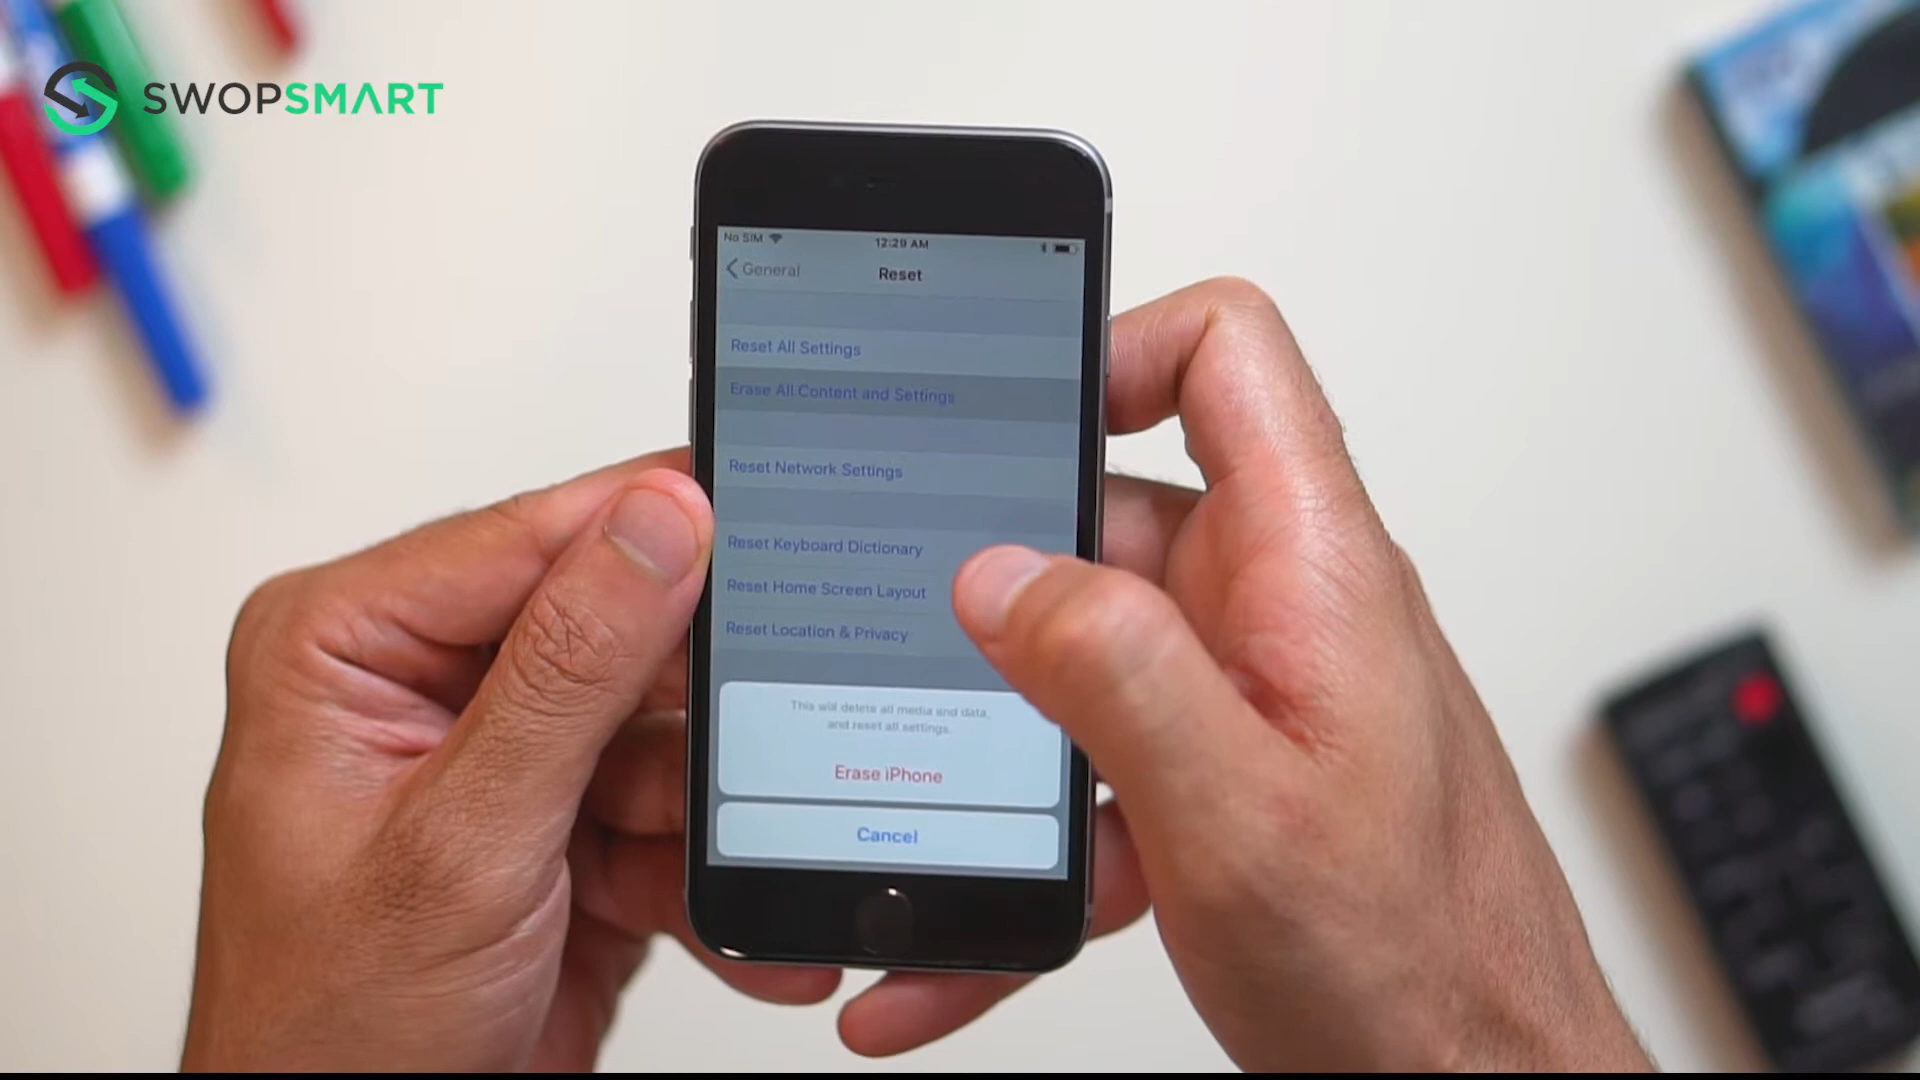 SWOPSMART
No SIM 12:29 AM
General Reset
Reset All Settings
Erase All Content and Settings
Reset Network Settings
Reset Keyboard Dictionary
Reset Home Screen Layout
Reset Location & Privacy
This will delete all media and data,
and reset all settings.
Erase iPhone
Cancel